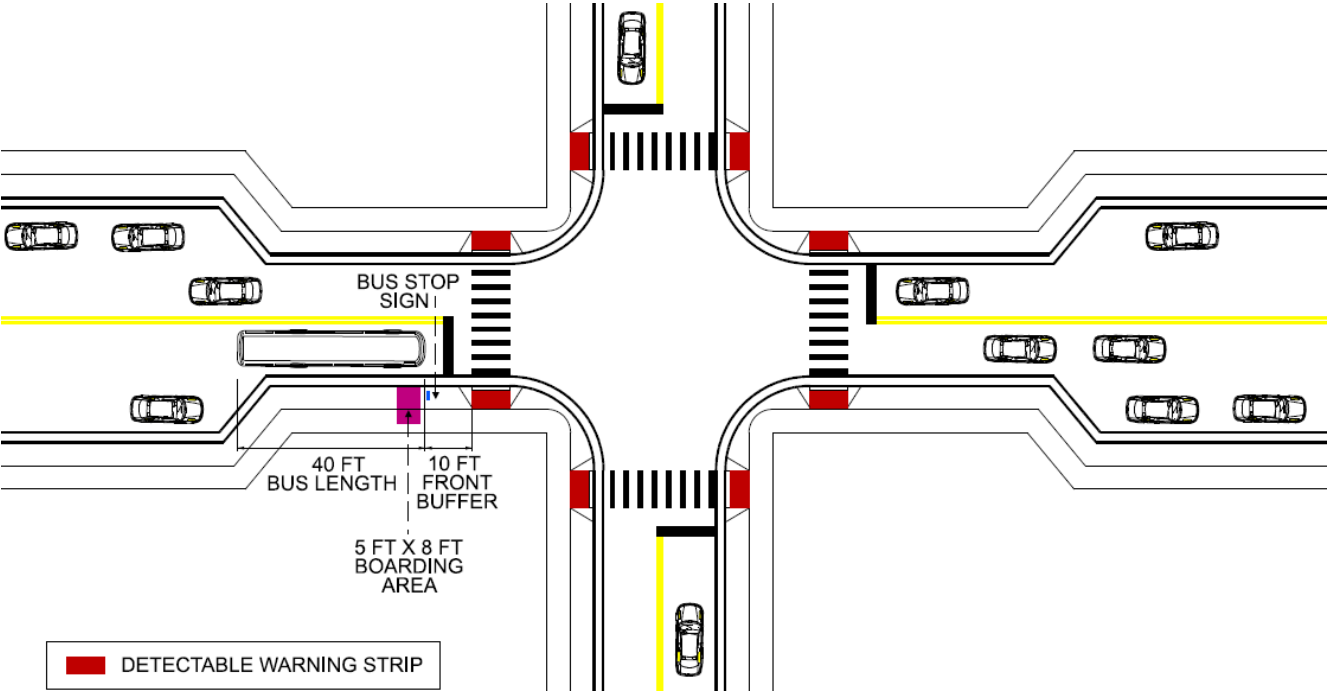 BUS STOP
SIGN
40 FT
BUS LENGTH
10 FT
FRONT
BUFFER
5 FT X 8 FT
BOARDING
AREA
DETECTABLE WARNING STRIP